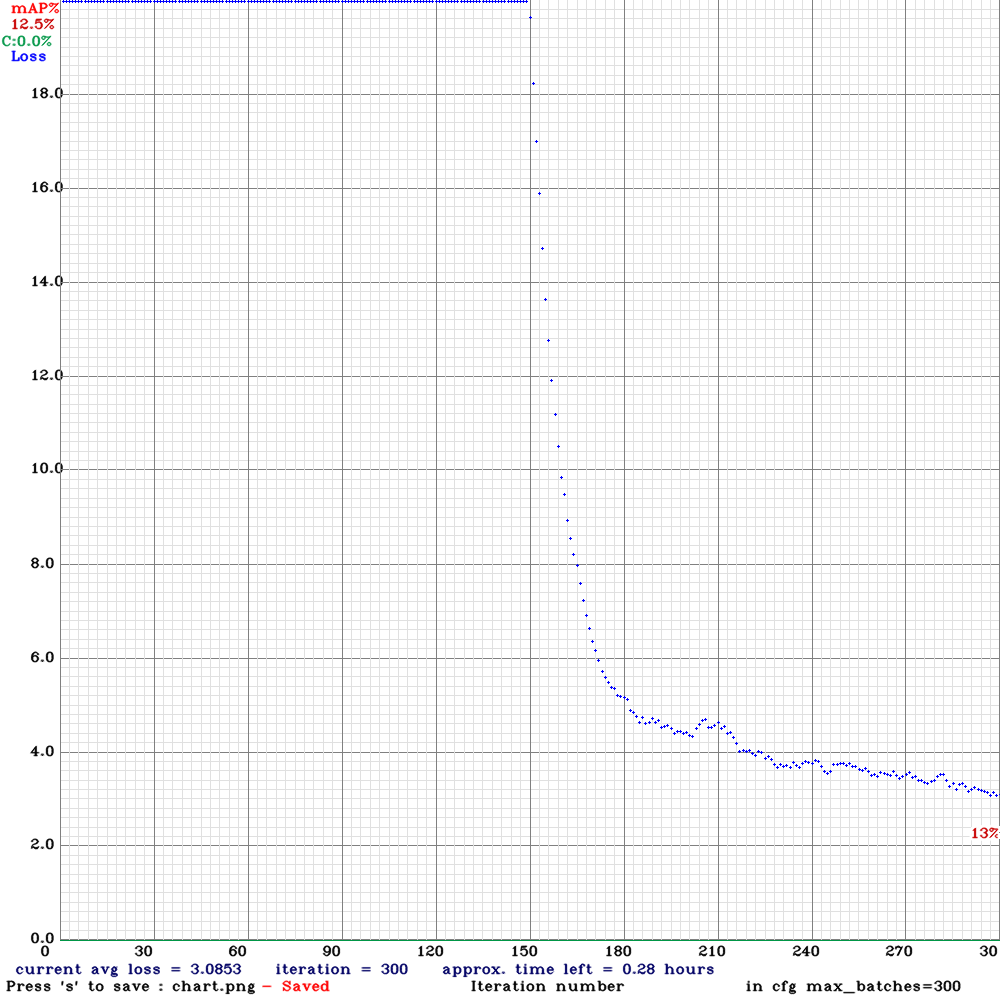 mAP%
12.5%
C:0.0%
Loss
18.0
16.0
14.0
12.0
10.0
8.0
6.0
4.0
2.0
13%
0.0
0 30 60 90 120 150 180 210 240 270 30
current avg loss = 3.0853 iteration = 300 approx. time left = 0.28 hours
Press 's' to save : chart.png - Saved Iteration number in cfg max_batches=300